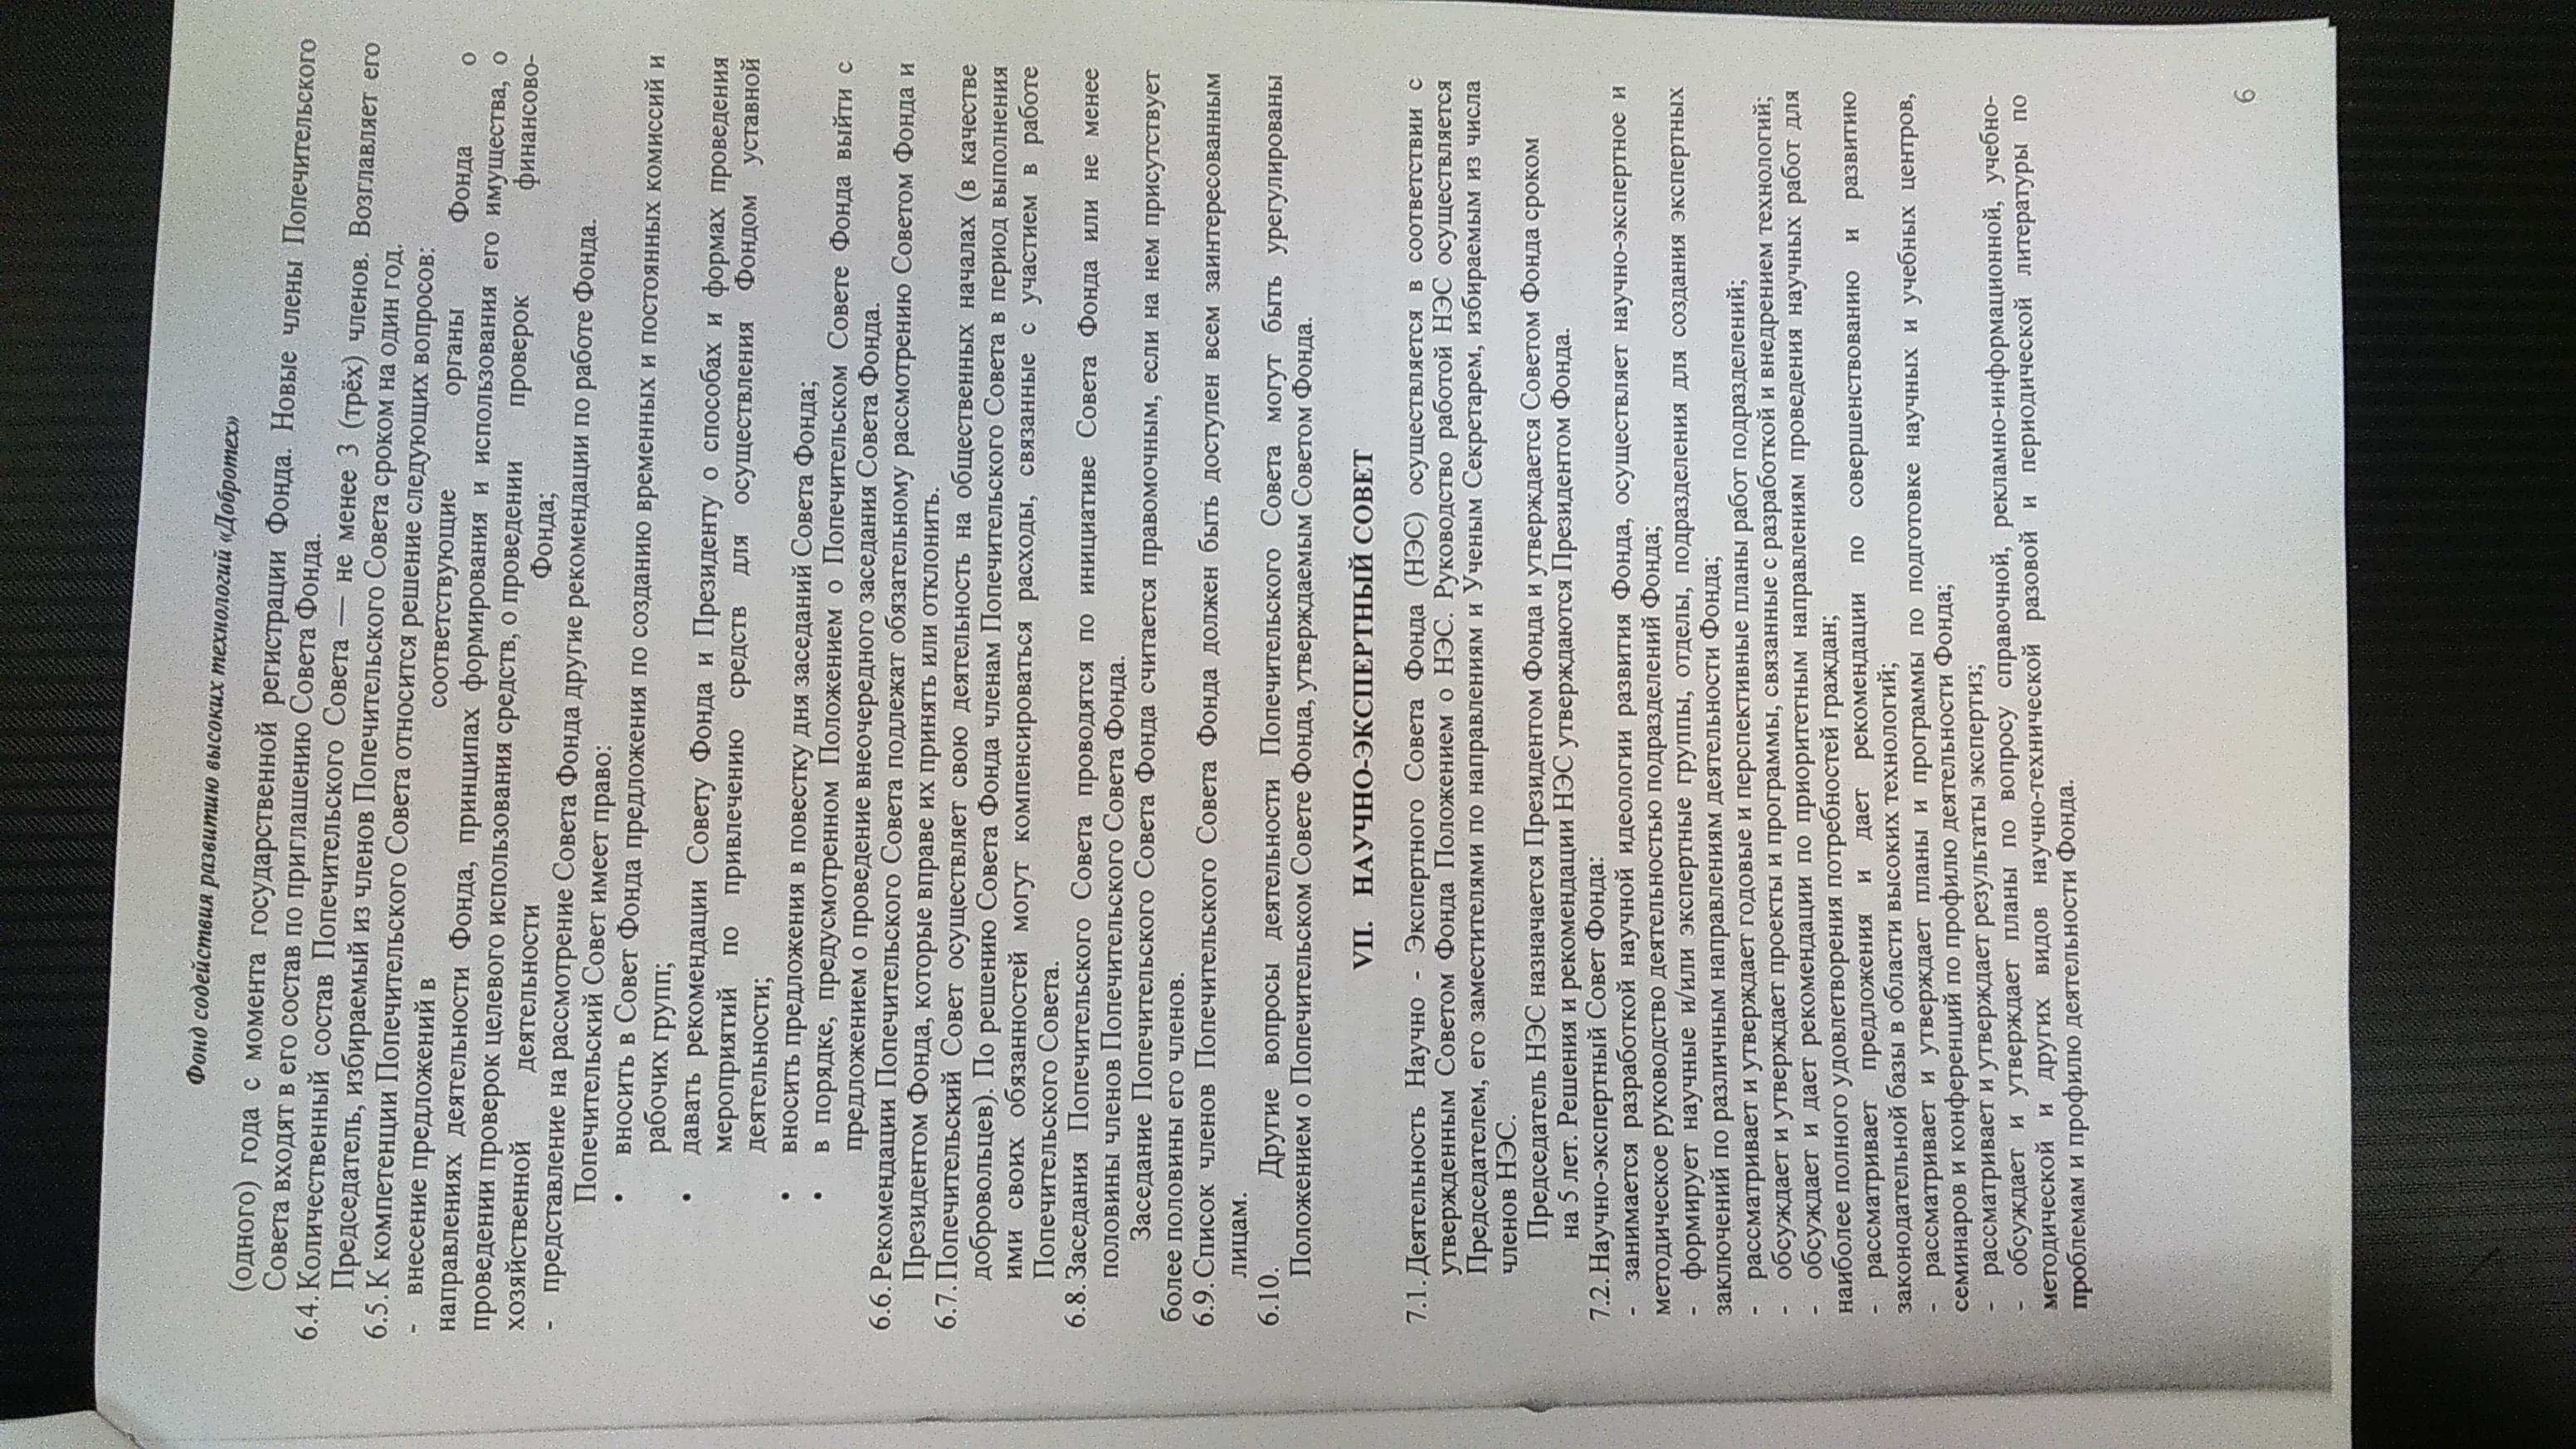 Фонд содействия развитию высоких технологий «Добротех»
(одного) года с момента государственной регистрации Фонда. Новые члены Попечительского
Совета входят в его состав по приглашению Совета Фонда.
6.4. Количественный состав Попечительского Совета — не менее 3 (трёх) членов. Возглавляет его
Председатель, избираемый из членов Попечительского Совета сроком на один год.
6.5. К компетенции Попечительского Совета относится решение следующих вопросов:
- внесение предложений в соответствующие органы Фонда о
направлениях деятельности Фонда, принципах формирования и использования его имущества, о
проведении проверок целевого использования средств, о проведении проверок финансово-
хозяйственной деятельности Фонда;
- представление на рассмотрение Совета Фонда другие рекомендации по работе Фонда.
Попечительский Совет имеет право:
• вносить в Совет Фонда предложения по созданию временных и постоянных комиссий и
рабочих групп;
• давать рекомендации Совету Фонда и Президенту о способах и формах проведения
мероприятий по привлечению средств для осуществления Фондом уставной
деятельности;
• вносить предложения в повестку дня заседаний Совета Фонда;
• в порядке, предусмотренном Положением о Попечительском Совете Фонда выйти с
предложением о проведение внеочередного заседания Совета Фонда.
6.6. Рекомендации Попечительского Совета подлежат обязательному рассмотрению Советом Фонда и
Президентом Фонда, которые вправе их принять или отклонить.
6.7. Попечительский Совет осуществляет свою деятельность на общественных началах (в качестве
добровольцев). По решению Совета Фонда членам Попечительского Совета в период выполнения
ими своих обязанностей могут компенсироваться расходы, связанные с участием в работе
Попечительского Совета.
6.8. Заседания Попечительского Совета проводятся по инициативе Совета Фонда или не менее
половины членов Попечительского Совета Фонда.
Заседание Попечительского Совета Фонда считается правомочным, если на нем присутствует
более половины его членов.
6.9. Список членов Попечительского Совета Фонда должен быть доступен всем заинтересованным
лицам.
6.10. Другие вопросы деятельности Попечительского Совета могут быть урегулированы
Положением о Попечительском Совете Фонда, утверждаемым Советом Фонда.
VII. НАУЧНО-ЭКСПЕРТНЫЙ СОВЕТ
7.1. Деятельность Научно - Экспертного Совета Фонда (НЭС) осуществляется в соответствии с
утвержденным Советом Фонда Положением о НЭС. Руководство работой НЭС осуществляется
Председателем, его заместителями по направлениям и Ученым Секретарем, избираемым из числа
членов НЭС.
Председатель НЭС назначается Президентом Фонда и утверждается Советом Фонда сроком
на 5 лет. Решения и рекомендации НЭС утверждаются Президентом Фонда.
7.2. Научно-экспертный Совет Фонда:
- занимается разработкой научной идеологии развития Фонда, осуществляет научно-экспертное и
методическое руководство деятельностью подразделений Фонда;
- формирует научные и/или экспертные группы, отделы, подразделения для создания экспертных
заключений по различным направлениям деятельности Фонда;
- рассматривает и утверждает годовые и перспективные планы работ подразделений;
- обсуждает и утверждает проекты и программы, связанные с разработкой и внедрением технологий;
- обсуждает и дает рекомендации по приоритетным направлениям проведения научных работ для
наиболее полного удовлетворения потребностей граждан;
- рассматривает предложения и дает рекомендации по совершенствованию и развитию
законодательной базы в области высоких технологий;
- рассматривает и утверждает планы и программы по подготовке научных и учебных центров,
семинаров и конференций по профилю деятельности Фонда;
- рассматривает и утверждает результаты экспертиз;
- обсуждает и утверждает планы по вопросу справочной, рекламно-информационной, учебно-
методической и других видов научно-технической разовой и периодической литературы по
проблемам и профилю деятельности Фонда.
6